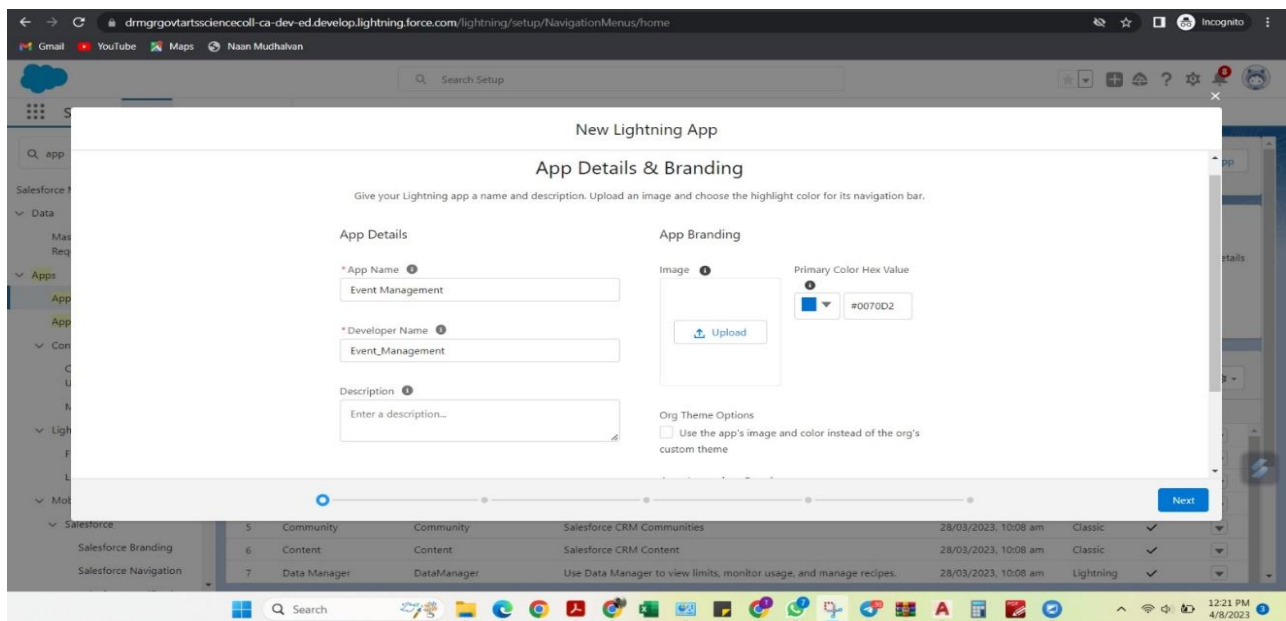 drmgrgovtartssciencecoll-ca-dev-ed.develop.lightning.force.com/lightning/setup/NavigationMenus/home
Incognito
Gmail YouTube Maps Naan Mudhalvan
Search Setup
8
New Lightning App
app
App Details & Branding
Give your Lightning app a name and description. Upload an image and choose the highlight color for its navigation bar.
Salesforce
Data
App Details App Branding
Apps
*App Name Image Primary Color Hex Value
Event Management
#0070D2
*Developer Name
Upload
Event_Management
Description
Enter a description...
Org Theme Options
Use the app's image and color instead of the org's
custom theme
Next
Salesforce
5 Community Community Salesforce CRM Communities 28/03/2023, 10:08 am Classic
Salesforce Branding
6 Content Content Salesforce CRM Content 28/03/2023, 10:08 am Classic
Salesforce Navigation
7 Data Manager DataManager Use Data Manager to view limits, monitor usage, and manage recipes. 28/03/2023, 10:08 am Lightning
Search
12:21 PM
4/8/2023
3